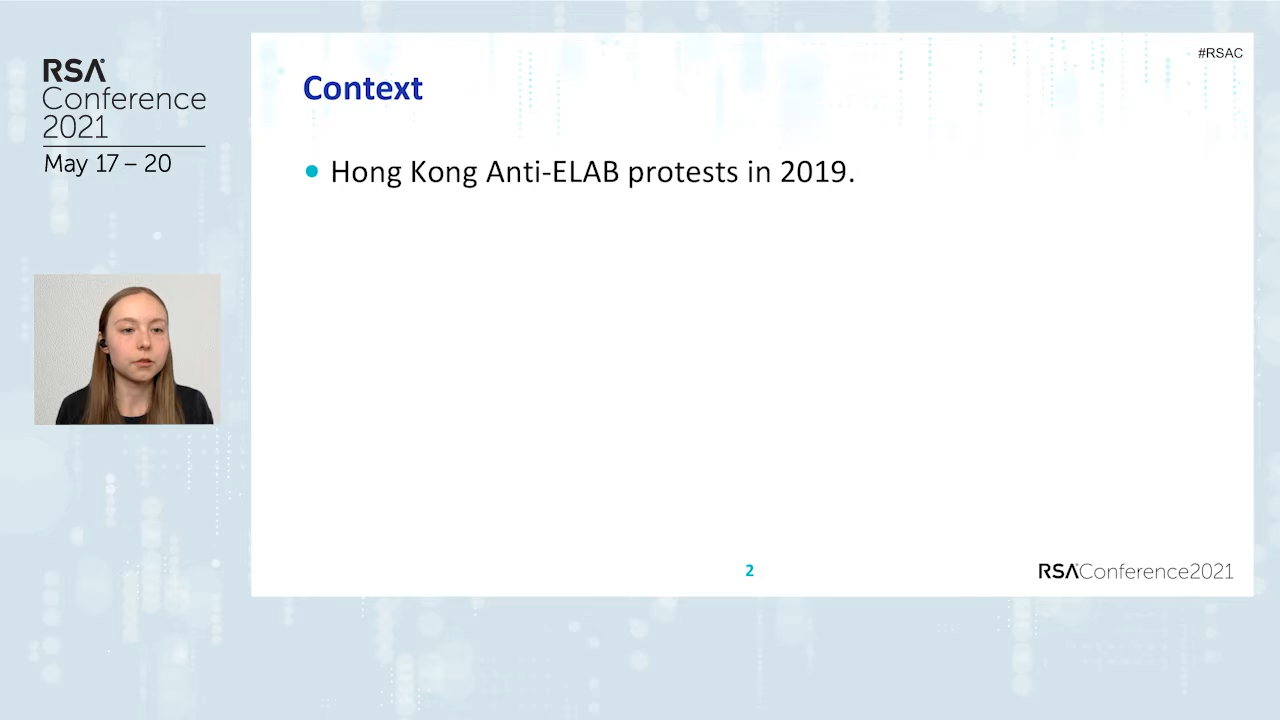 RSA
Conference
2021
May 17 – 20
#RSAC
Context
• Hong Kong Anti-ELAB protests in 2019.
2
RSAConference2021